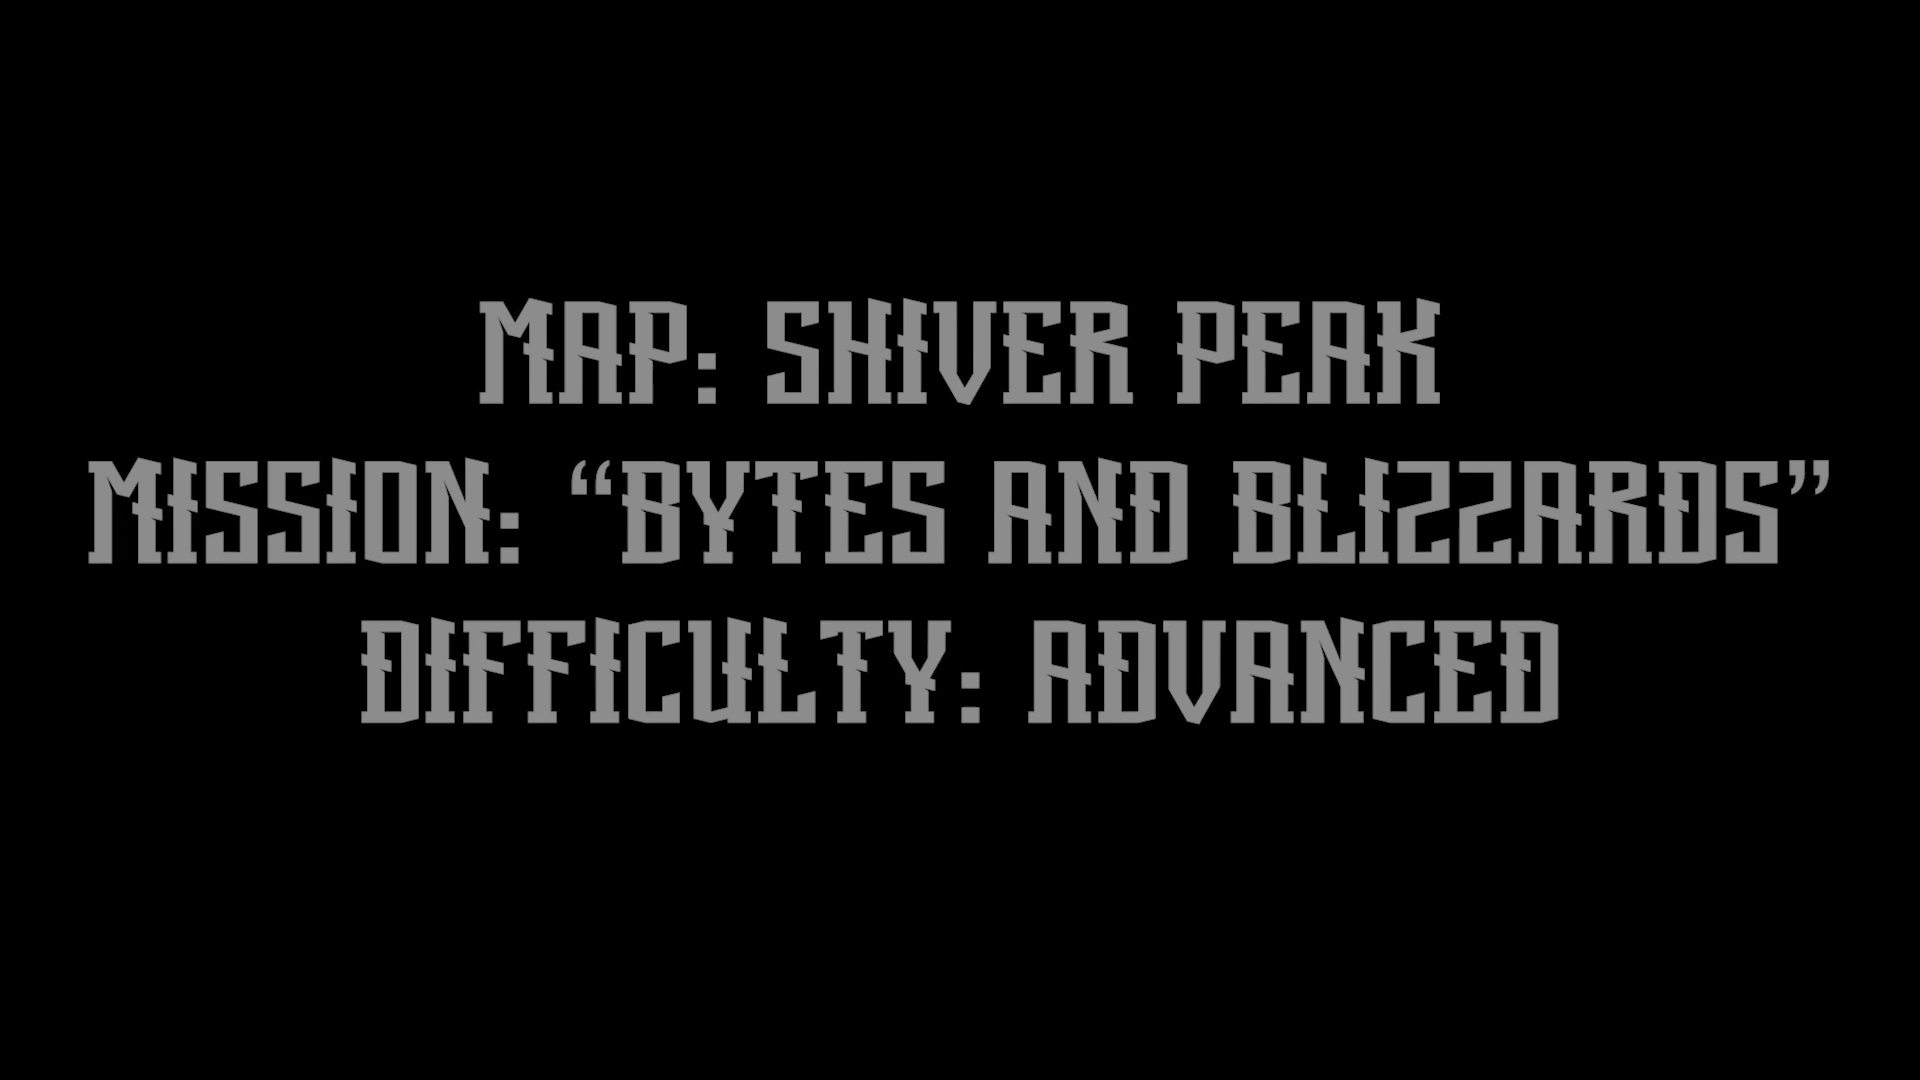 MAP: SHIVER PEAK
MISSION: “BYTES AND BLIZZARDS”
DIFFICULTY: ADVANCED